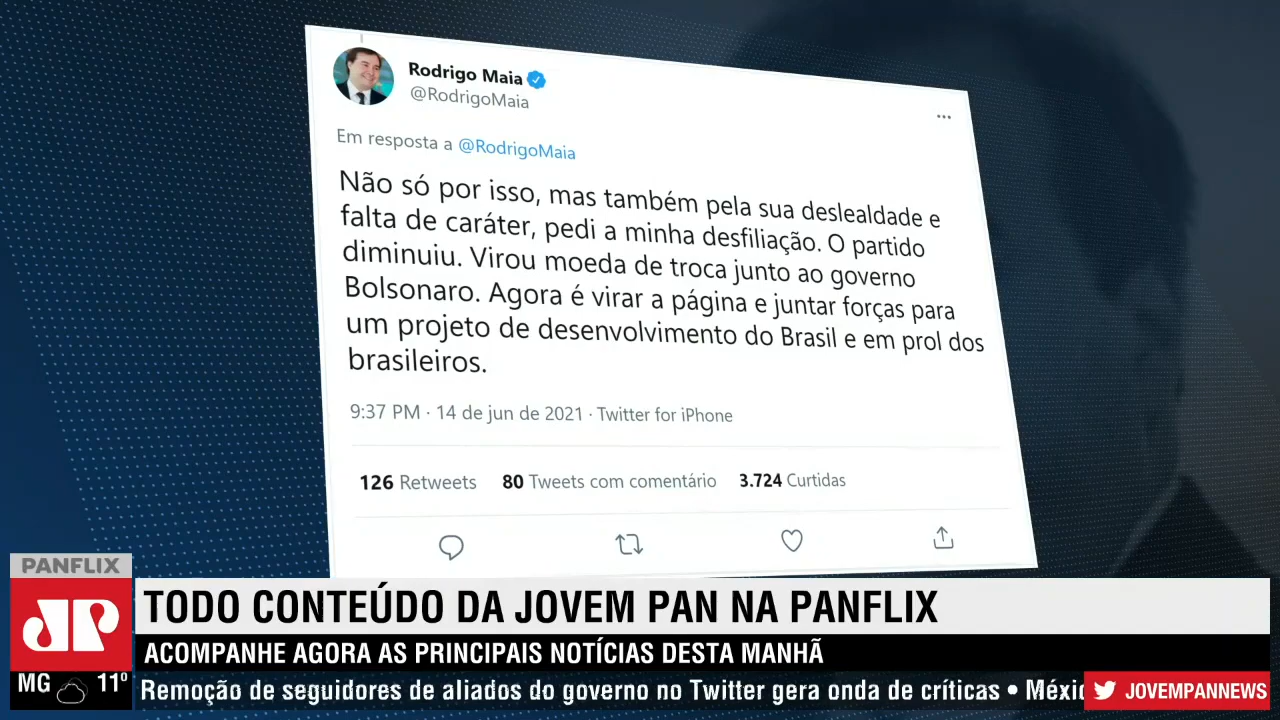 Rodrigo Maia
@RodrigoMaia
Em resposta a @RodrigoMaia
Não só por isso, mas também pela sua deslealdade e
falta de caráter, pedi a minha desfiliação. O partido
diminuiu. Virou moeda de troca junto ao governo
Bolsonaro. Agora é virar a página e juntar forças para
um projeto de desenvolvimento do Brasil e em prol dos
brasileiros.
9:37 PM · 14 de jun de 2021 · Twitter for iPhone
126 Retweets 80 Tweets com comentário 3.724 Curtidas
PANFLIX
JP
TODO CONTEÚDO DA JOVEM PAN NA PANFLIX
ACOMPANHE AGORA AS PRINCIPAIS NOTÍCIAS DESTA MANHÃ
MG 11º
Remoção de seguidores de aliados do governo no Twitter gera onda de críticas • Méxic
JOVEMPANNEWS